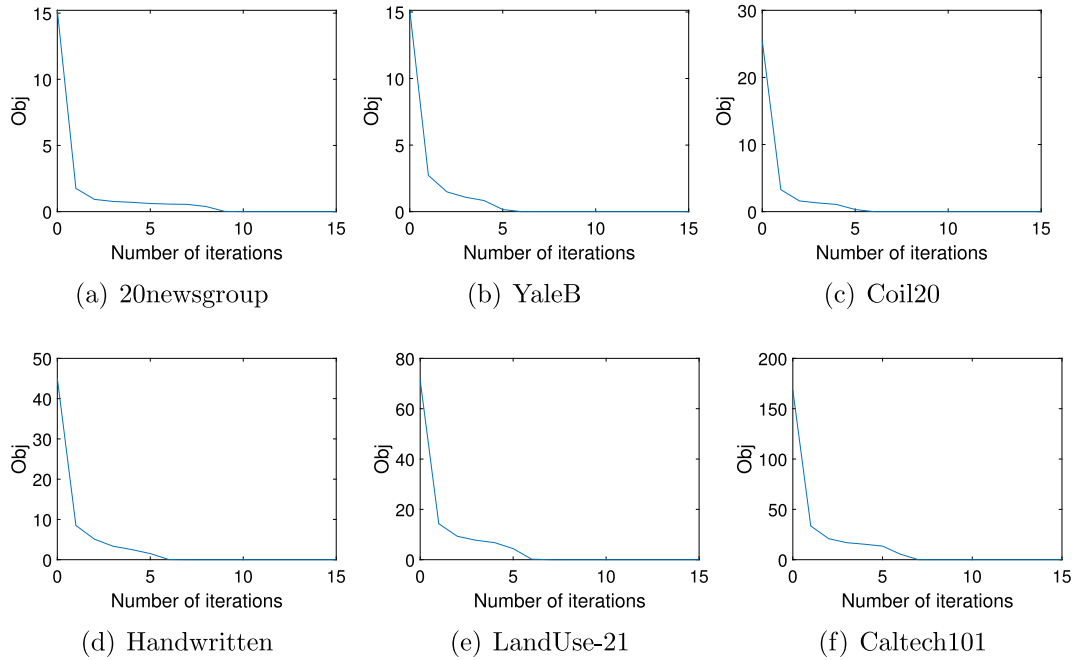 15
10
5
0
Obj
0 5 10 15
Number of iterations
(a) 20newsgroup
15
10
5
0
Obj
0 5 10 15
Number of iterations
(b) YaleB
30
20
10
0
Obj
0 5 10 15
Number of iterations
(c) Coil20
50
40
30
20
10
0
Obj
0 5 10 15
Number of iterations
(d) Handwritten
80
60
40
20
0
Obj
0 5 10 15
Number of iterations
(e) LandUse-21
200
150
100
50
0
Obj
0 5 10 15
Number of iterations
(f) Caltech101